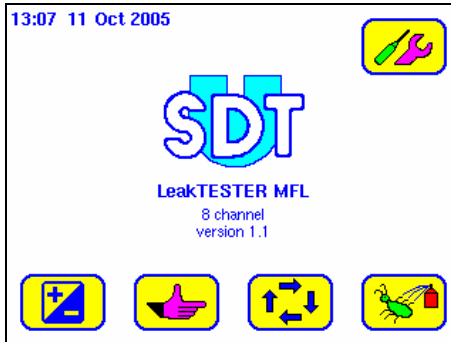 13:07 11 Oct 2005
SDT
LeakTESTER MFL
8 channel
version 1.1